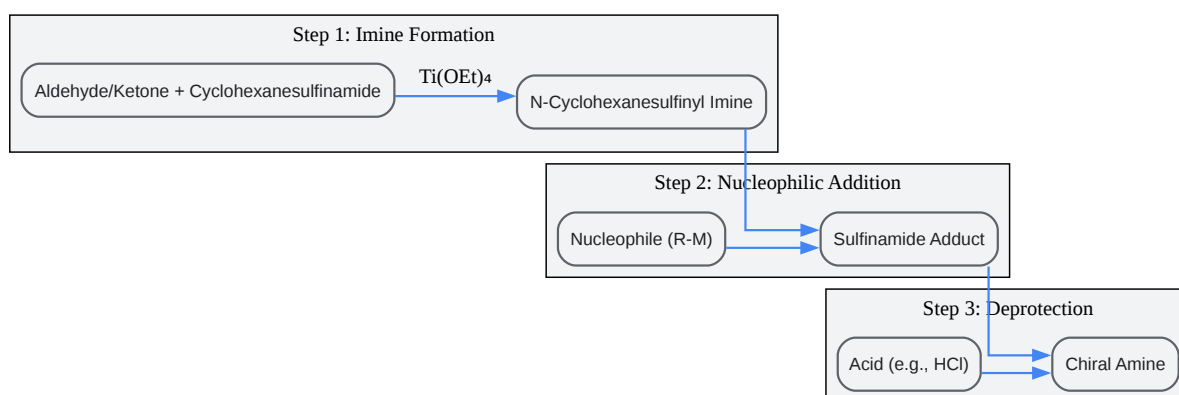 Step 1: Imine Formation
Aldehyde/Ketone + Cyclohexanesulfinamide
Ti(OEt)₄
N-Cyclohexanesulfinyl Imine
Step 2: Nucleophilic Addition
Nucleophile (R-M)
Sulfinamide Adduct
Step 3: Deprotection
Acid (e.g., HCl)
Chiral Amine